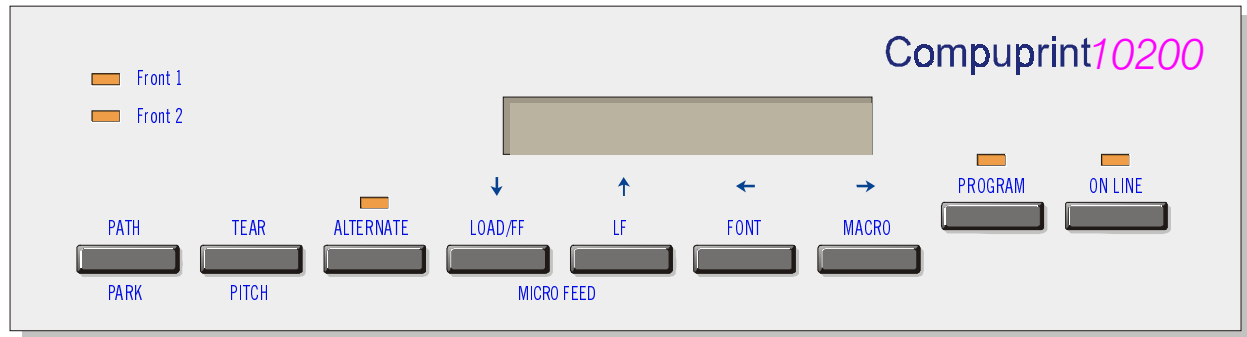 Compuprint10200
Front 1
Front 2
PROGRAM ON LINE
PATH TEAR ALTERNATE LOAD/FF LF FONT MACRO
PARK PITCH MICRO FEED